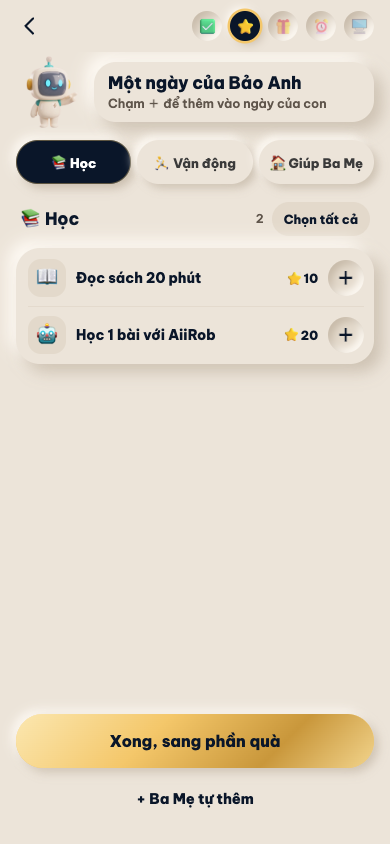 Một ngày của Bảo Anh
Chạm + để thêm vào ngày của con
Học
Vận động
Giúp Ba Mẹ
Học
2
Chọn tất cả
Đọc sách 20 phút
10
+
Học 1 bài với AiiRob
20
+
Xong, sang phần quà
+ Ba Mẹ tự thêm